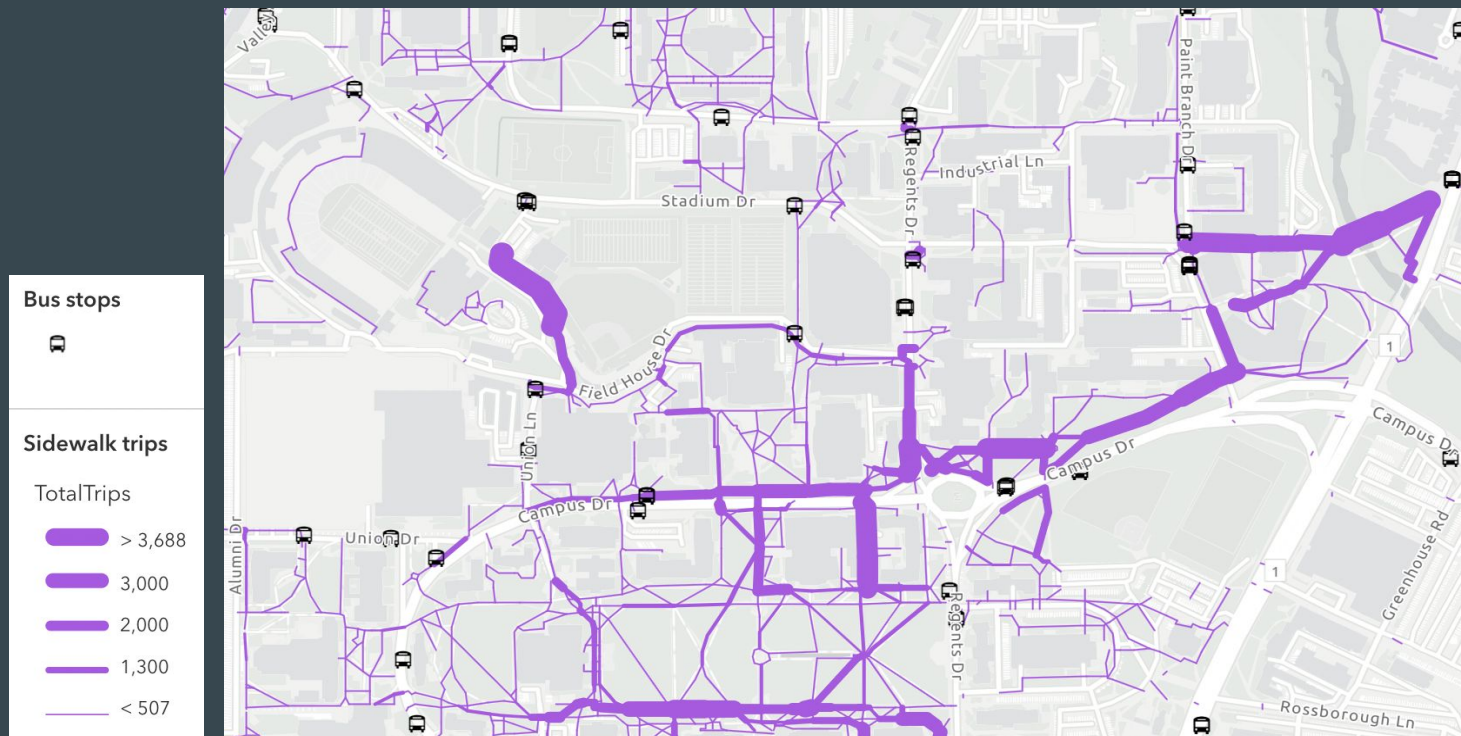 Bus stops
Sidewalk trips
TotalTrips
> 3,688
3,000
2,000
1,300
< 507
Valley
Paint Branch Dr
Regents Dr
Industrial Ln
Stadium Dr
Field House Dr
1
Union Ln
Campus Dr
Campus Dr
Campus Dr
Alumni Dr
Union Dr
1
Greenhouse Rd
Regents Dr
Rossborough Ln